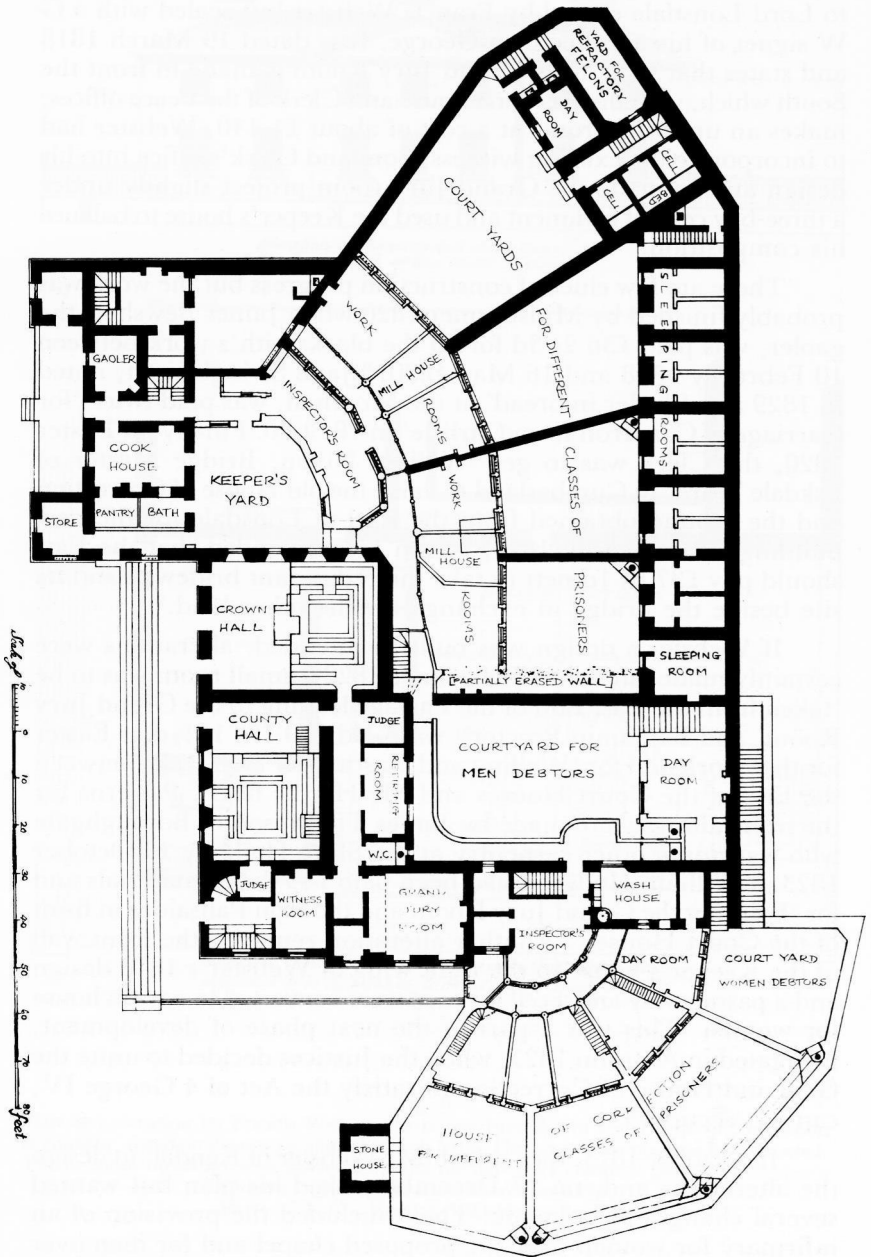 YARD FOR
REFRACTORY
FELONS
DAY
ROOM
CELL
CELL
BED
COURT YARDS
FOR DIFFERENT
CLASSES OF
PRISONERS
SLEEPING
ROOMS
WORK
ROOMS
MILL HOUSE
INSPECTOR'S
ROOM
GAOLER
COOK
HOUSE
PANTRY
BATH
STORE
KEEPER'S
YARD
WORK
ROOMS
MILL
HOUSE
CROWN
HALL
[PARTIALLY ERASED WALL]
SLEEPING
ROOM
COUNTY
HALL
JUDGE
RETIRING
ROOM
W.C.
COURTYARD FOR
MEN DEBTORS
DAY
ROOM
JUDGE
WITNESS
ROOM
GRAND
JURY
ROOM
INSPECTOR'S
ROOM
WASH
HOUSE
DAY ROOM
COURT YARD
WOMEN DEBTORS
HOUSE OF CORRECTION
FOR DIFFERENT CLASSES OF PRISONERS
STONE
HOUSE
Scale of
10
0
10
20
30
40
50
60
70
80 feet